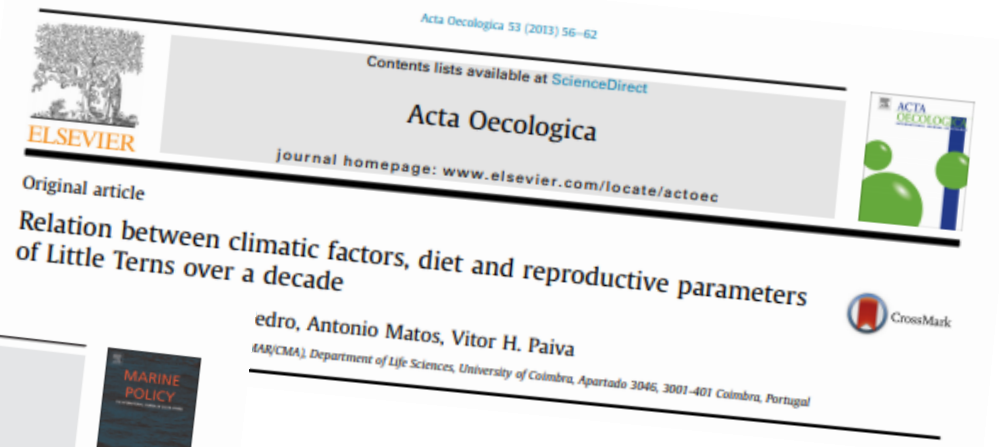 Acta Oecologica 53 (2013) 56–62
Contents lists available at ScienceDirect
Acta Oecologica
journal homepage: www.elsevier.com/locate/actoec
ELSEVIER
ACTA
OECOLOGICA
Original article
Relation between climatic factors, diet and reproductive parameters
of Little Terns over a decade
CrossMark
edro, Antonio Matos, Vitor H. Paiva
MAR/CMA), Department of Life Sciences, University of Coimbra, Apartado 3046, 3001-401 Coimbra, Portugal
MARINE
POLICY